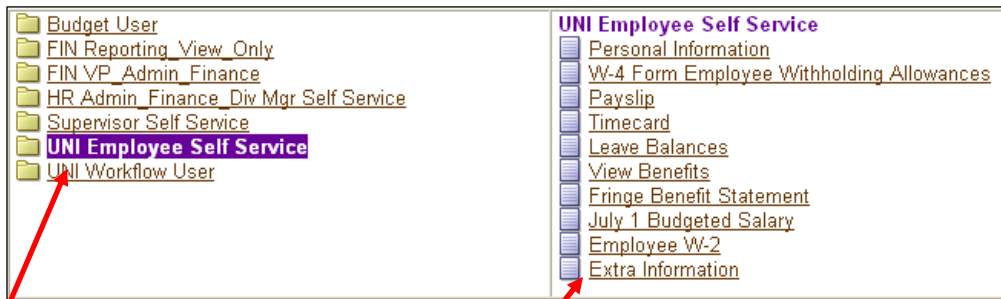 Budget User
FIN Reporting_View_Only
FIN VP_Admin_Finance
HR Admin_Finance_Div Mgr Self Service
Supervisor Self Service
UNI Employee Self Service
UNI Workflow User
UNI Employee Self Service
Personal Information
W-4 Form Employee Withholding Allowances
Payslip
Timecard
Leave Balances
View Benefits
Fringe Benefit Statement
July 1 Budgeted Salary
Employee W-2
Extra Information